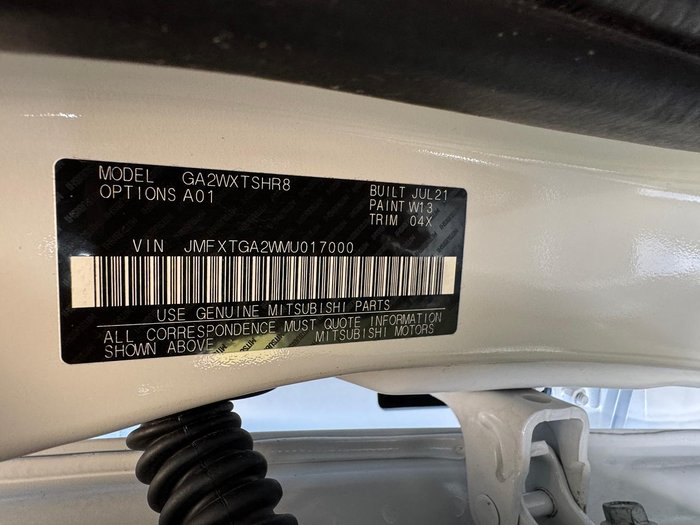 MODEL GA2WXTSHR8
OPTIONS A01
BUILT JUL21
PAINT W13
TRIM 04X
VIN JMFXTGA2WMU017000
USE GENUINE MITSUBISHI PARTS
ALL CORRESPONDENCE MUST QUOTE INFORMATION
SHOWN ABOVE MITSUBISHI MOTORS